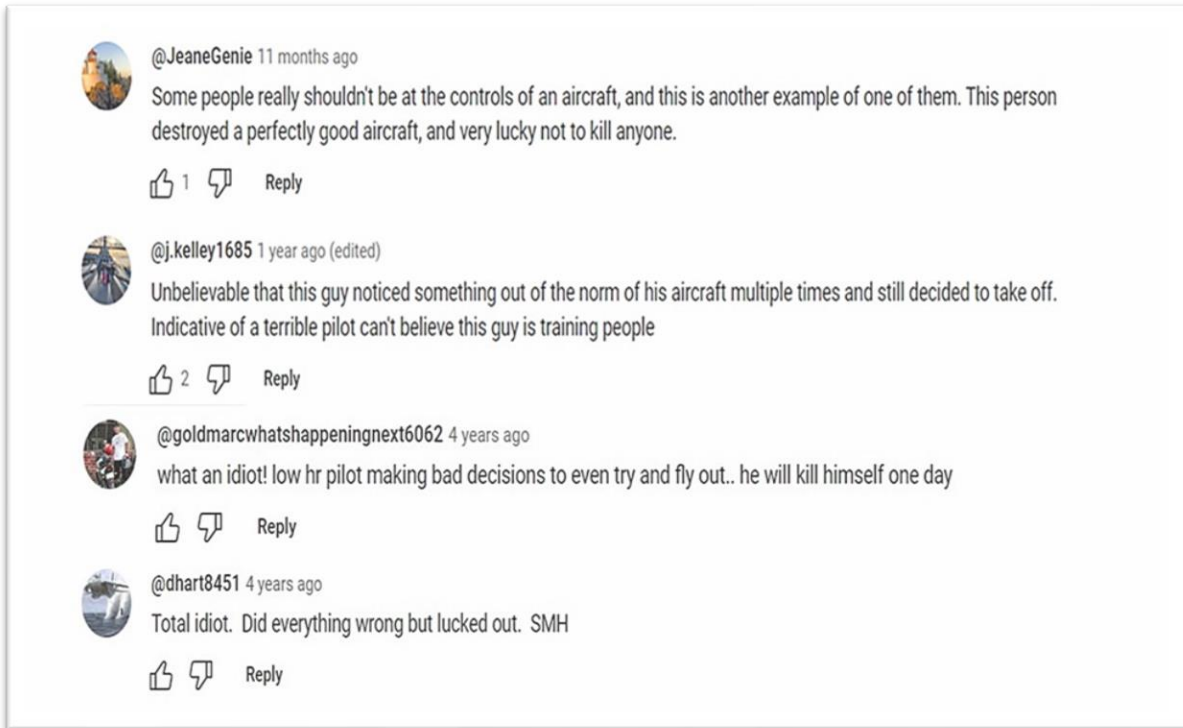 @JeaneGenie 11 months ago
Some people really shouldn't be at the controls of an aircraft, and this is another example of one of them. This person
destroyed a perfectly good aircraft, and very lucky not to kill anyone.
1 Reply
@j.kelley1685 1 year ago (edited)
Unbelievable that this guy noticed something out of the norm of his aircraft multiple times and still decided to take off.
Indicative of a terrible pilot can't believe this guy is training people
2 Reply
@goldmarcwhatshappeningnext6062 4 years ago
what an idiot! low hr pilot making bad decisions to even try and fly out.. he will kill himself one day
Reply
@dhart8451 4 years ago
Total idiot. Did everything wrong but lucked out. SMH
Reply